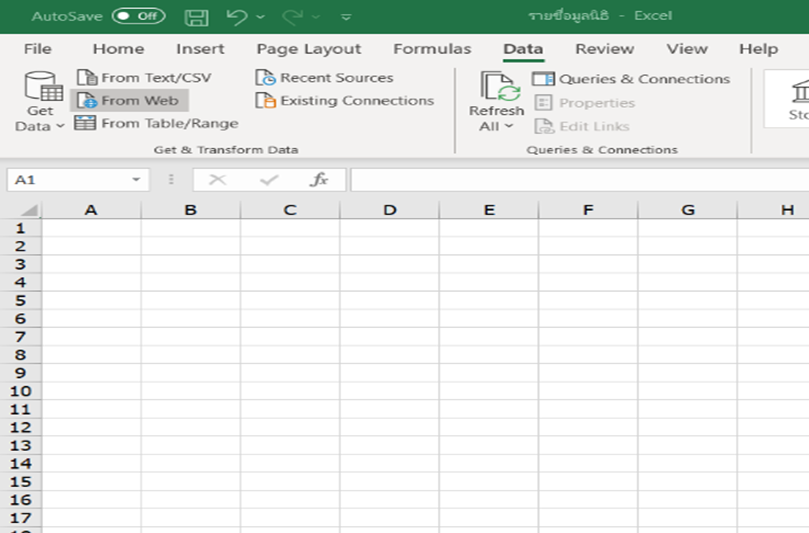 AutoSave Off รายชื่อมูลนิธิ - Excel
File Home Insert Page Layout Formulas Data Review View Help
Get Data
From Text/CSV
From Web
From Table/Range
Recent Sources
Existing Connections
Get & Transform Data
Refresh All
Queries & Connections
Properties
Edit Links
Queries & Connections
A1
fx
A B C D E F G H
1
2
3
4
5
6
7
8
9
10
11
12
13
14
15
16
17